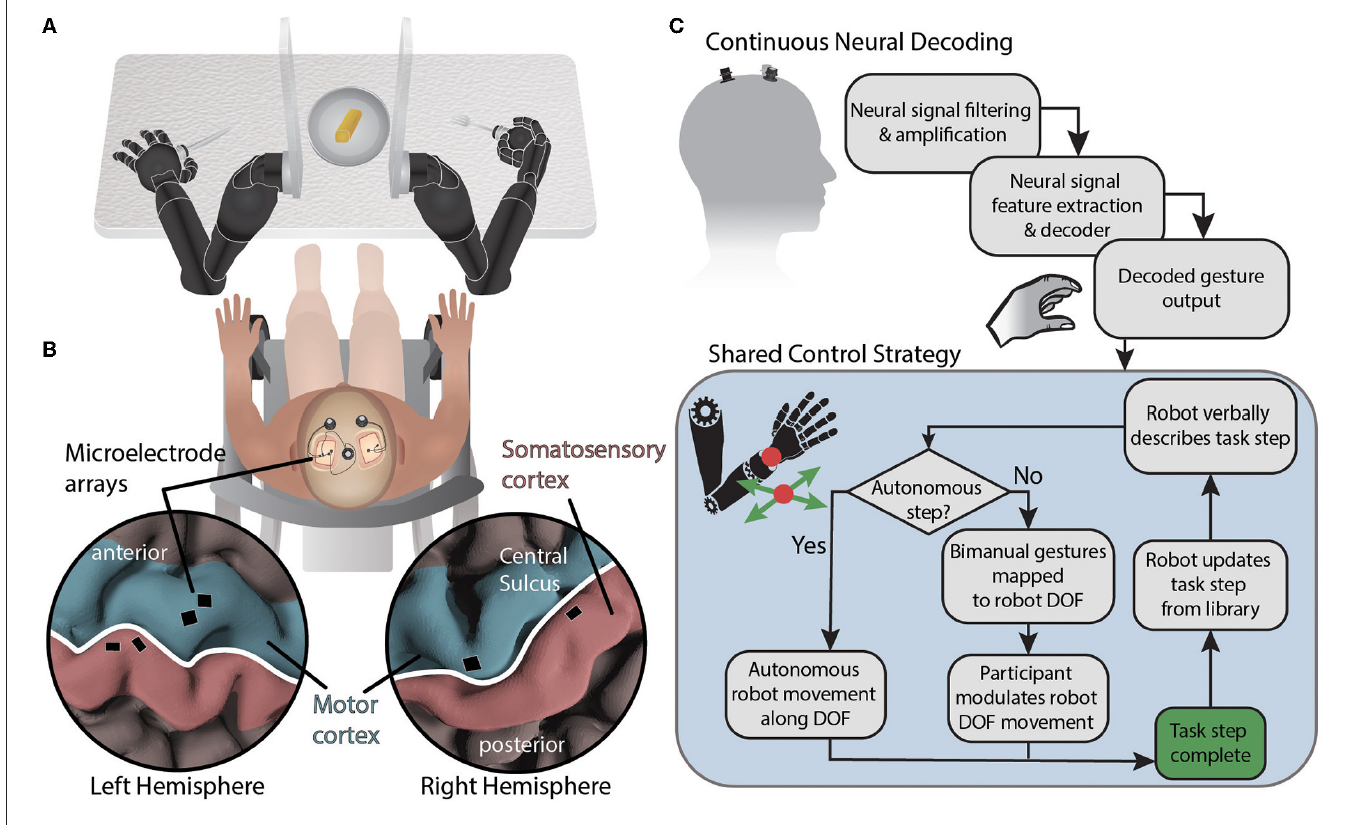 A
B
Microelectrode
arrays
Somatosensory
cortex
anterior
Central
Sulcus
Motor
cortex
posterior
Left Hemisphere
Right Hemisphere
C
Continuous Neural Decoding
Neural signal filtering
& amplification
Neural signal
feature extraction
& decoder
Decoded gesture
output
Shared Control Strategy
Robot verbally
describes task step
Autonomous
step?
No
Yes
Bimanual gestures
mapped
to robot DOF
Robot updates
task step
from library
Autonomous
robot movement
along DOF
Participant
modulates robot
DOF movement
Task step
complete